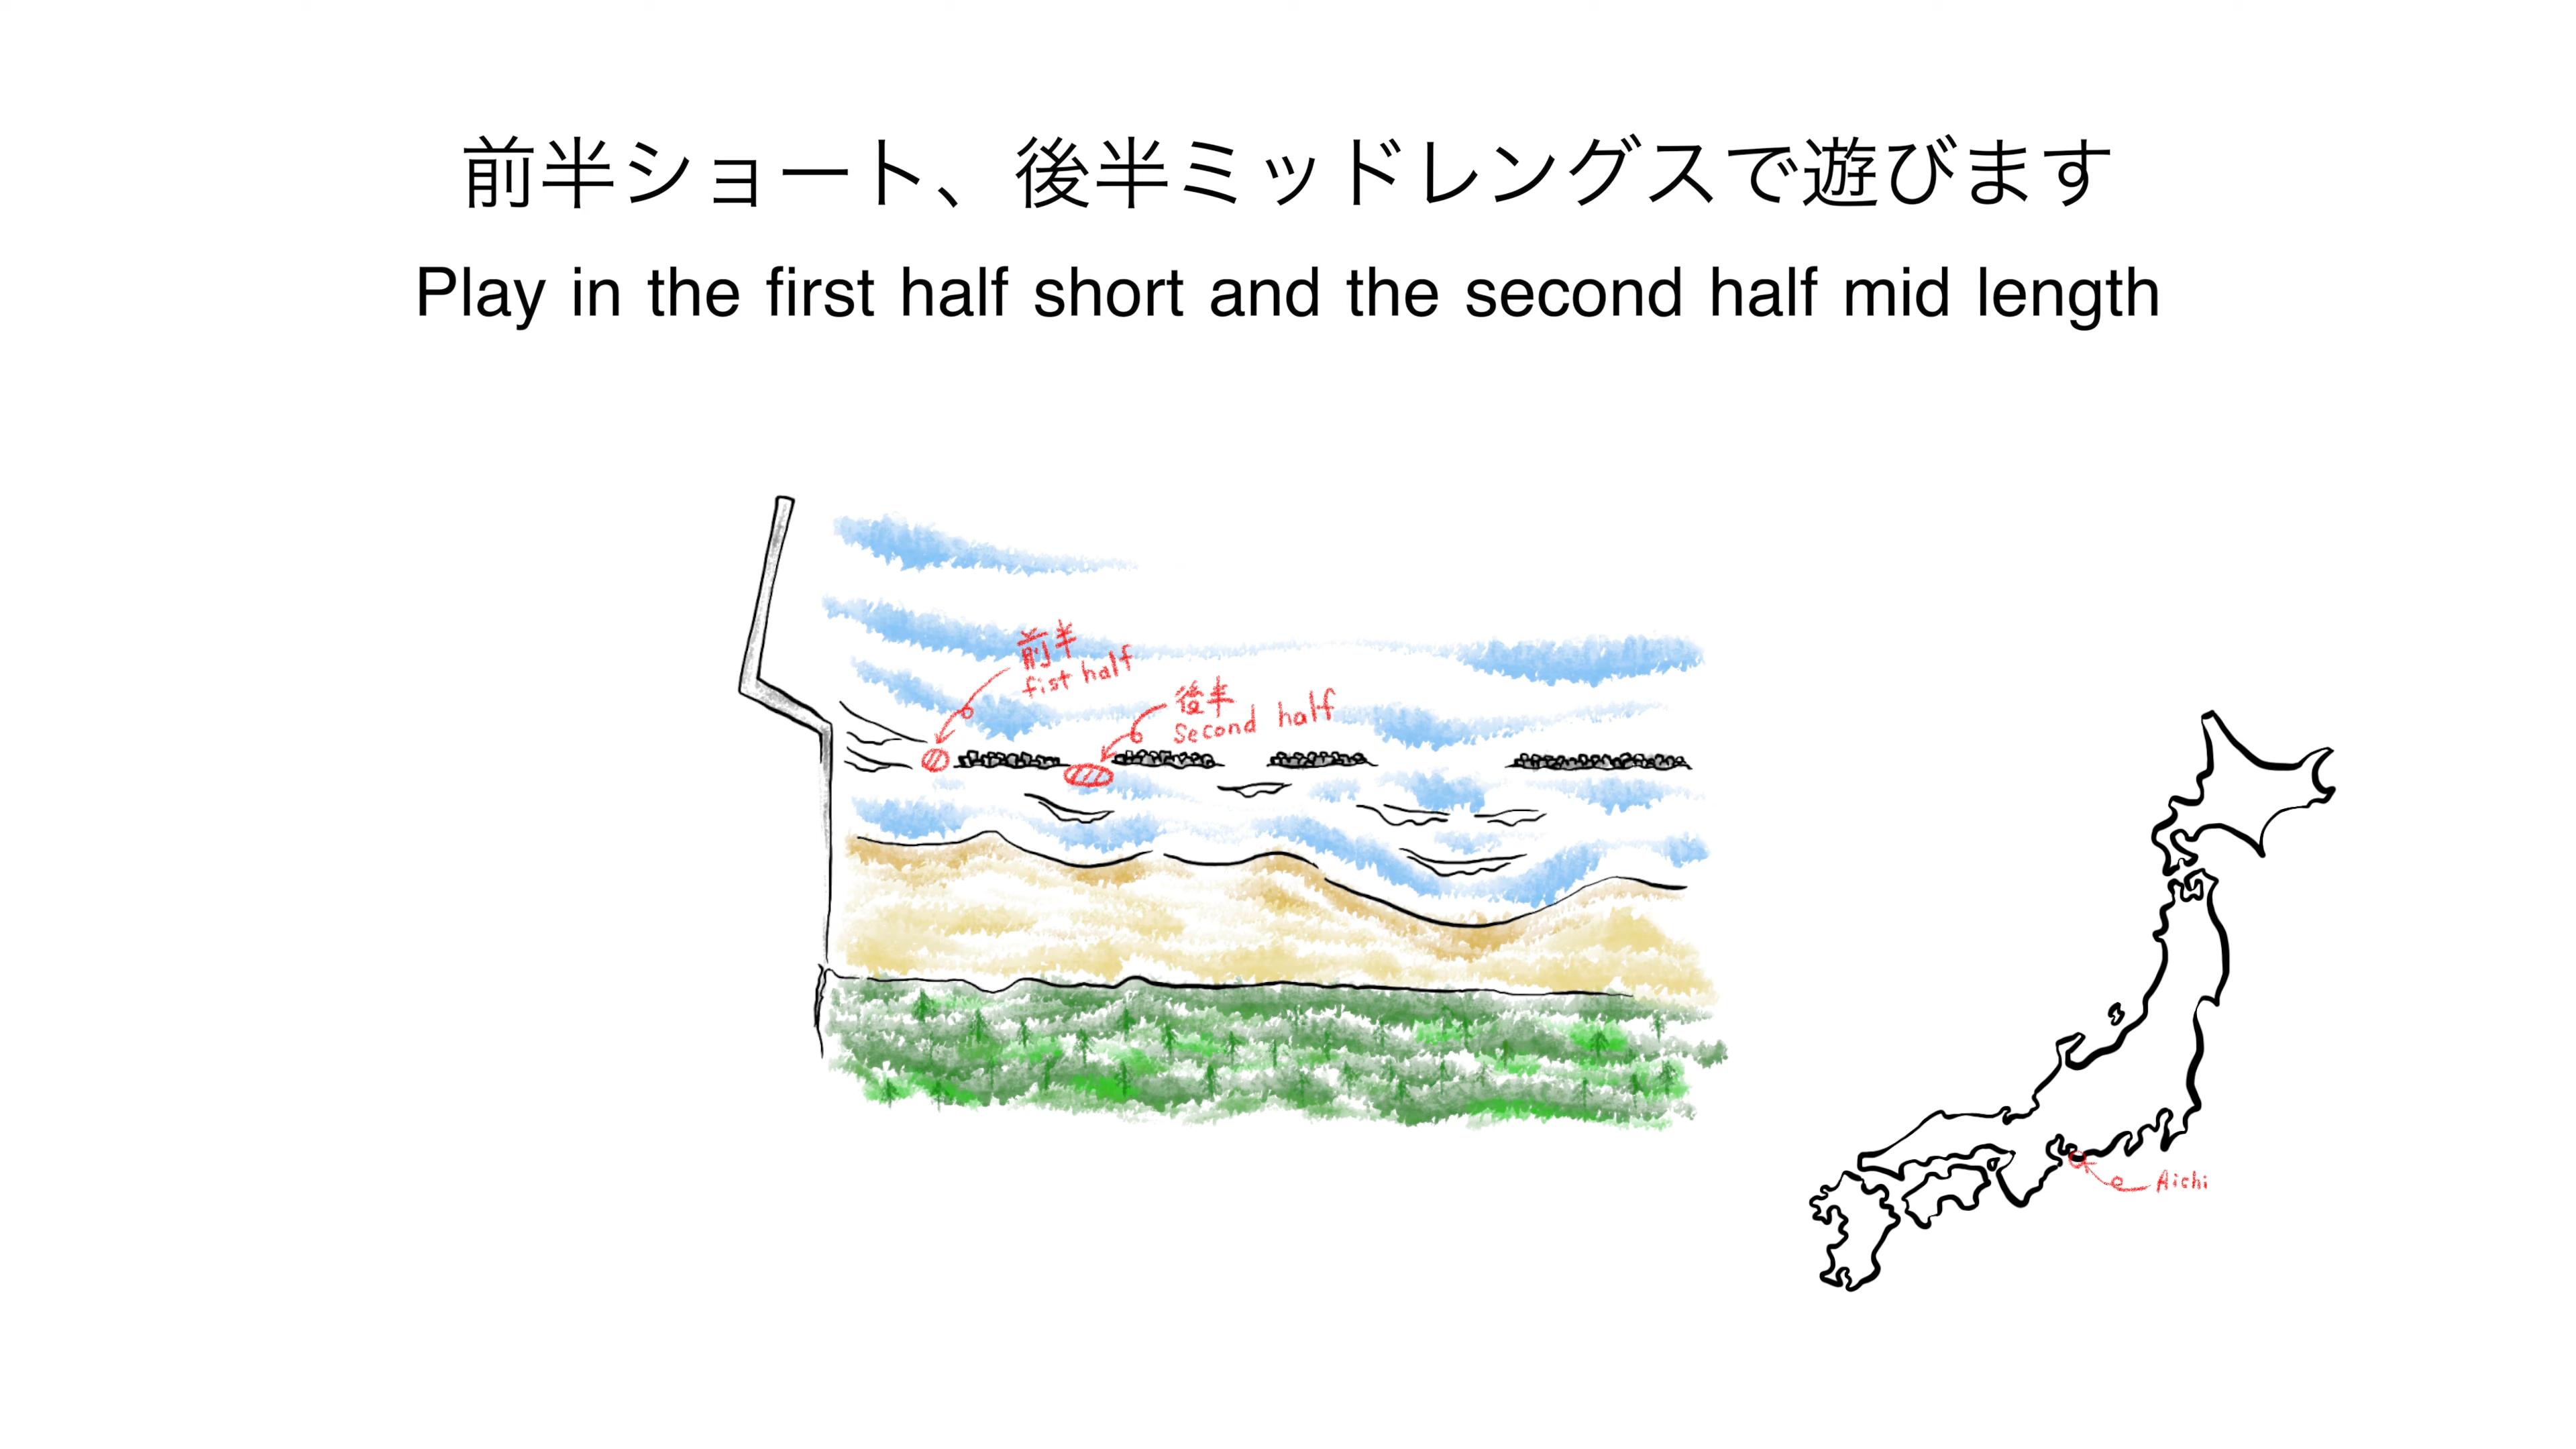 前半ショート、後半ミッドレングスで遊びます
Play in the first half short and the second half mid length
前半
fist half
後半
Second half
Aichi